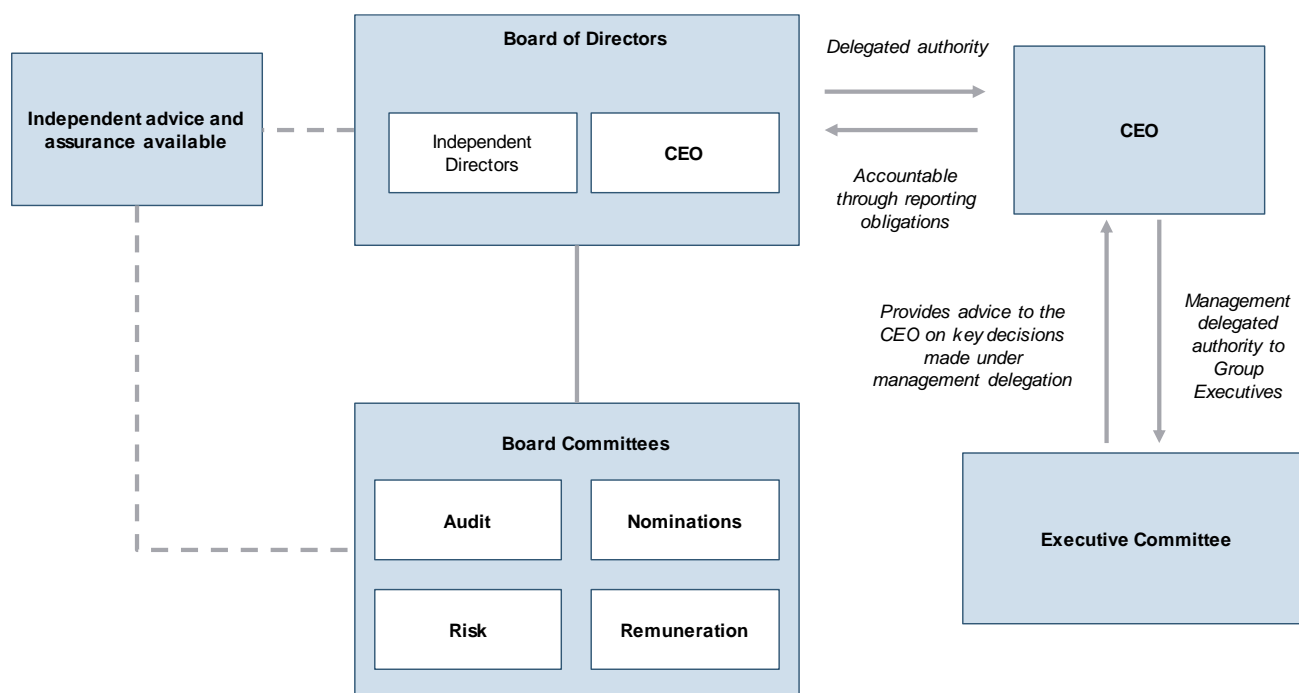 Board of Directors
Delegated authority
Independent advice and
assurance available
Independent
Directors
CEO
CEO
Accountable
through reporting
obligations
Provides advice to the
CEO on key decisions
made under
management delegation
Management
delegated
authority to
Group
Executives
Board Committees
Audit
Nominations
Executive Committee
Risk
Remuneration